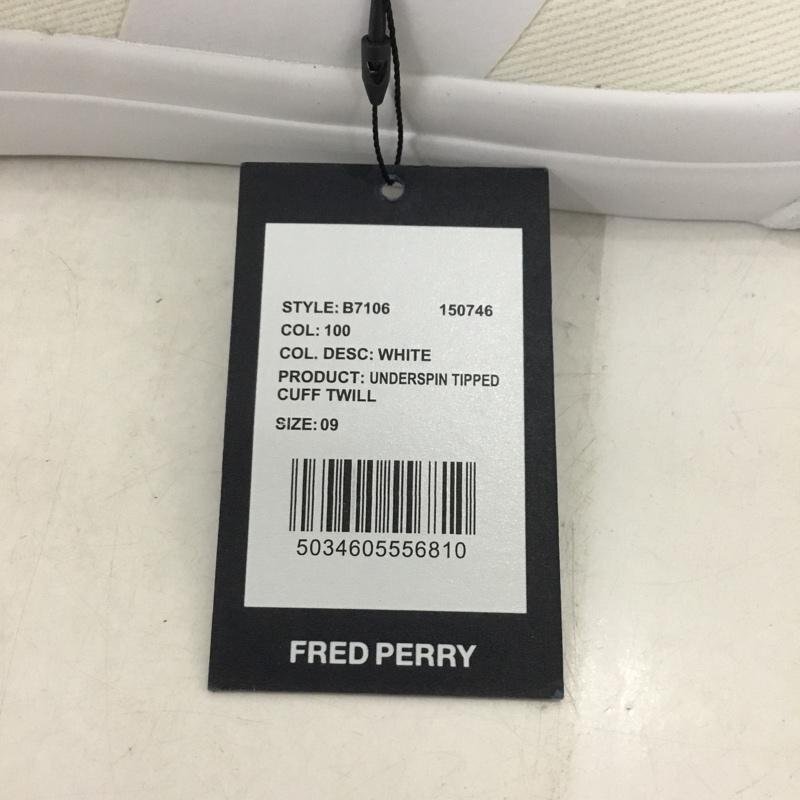 STYLE: B7106 150746
COL: 100
COL. DESC: WHITE
PRODUCT: UNDERSPIN TIPPED
CUFF TWILL
SIZE: 09
5034605556810
FRED PERRY